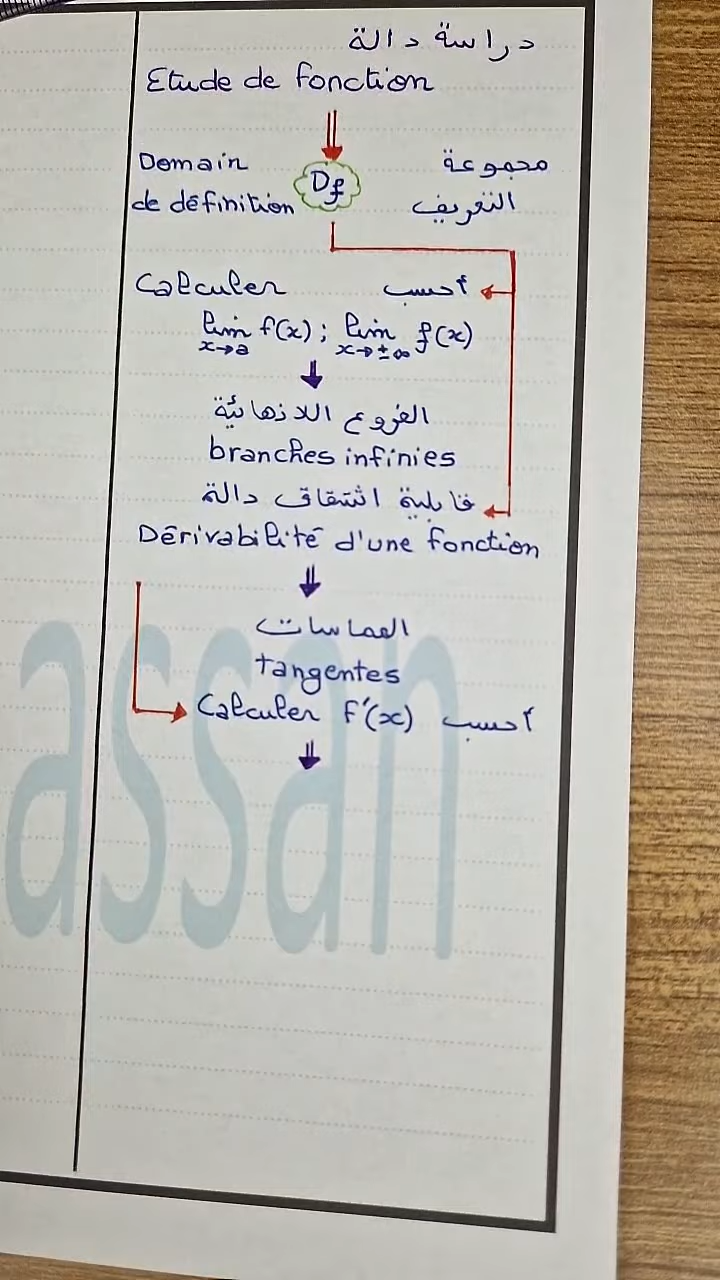 دراسة دالة
Etude de fonction
Domain
de définition
Df
مجموعة
التعريف
Calculer أحسب
lim x→a f(x) ; lim x→±∞ f(x)
الفروع اللانهائية
branches infinies
قابلية اشتقاق دالة
Dérivabilité d'une fonction
المماسات
tangentes
Calculer f'(x) أحسب
assan